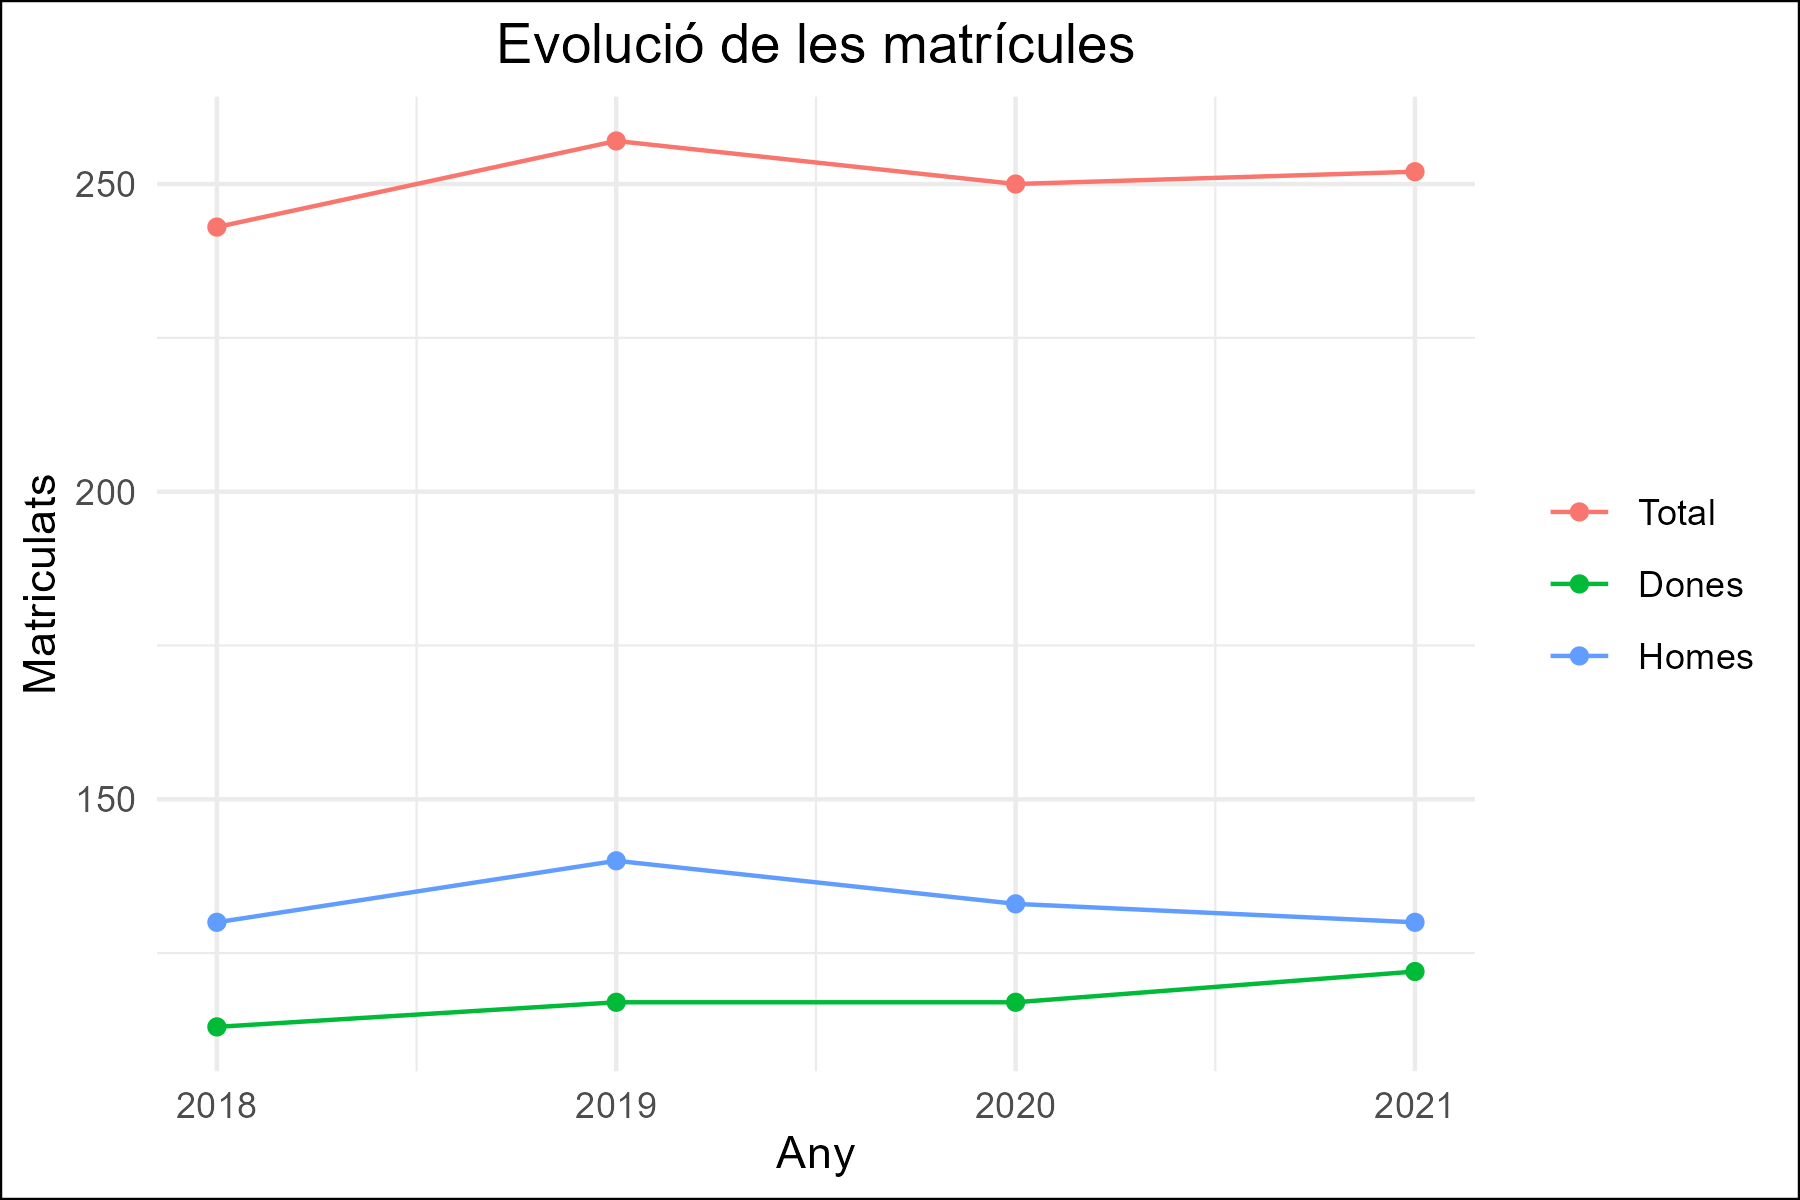 Evolució de les matrícules
250
200
150
Matriculats
2018
2019
2020
2021
Any
Total
Dones
Homes